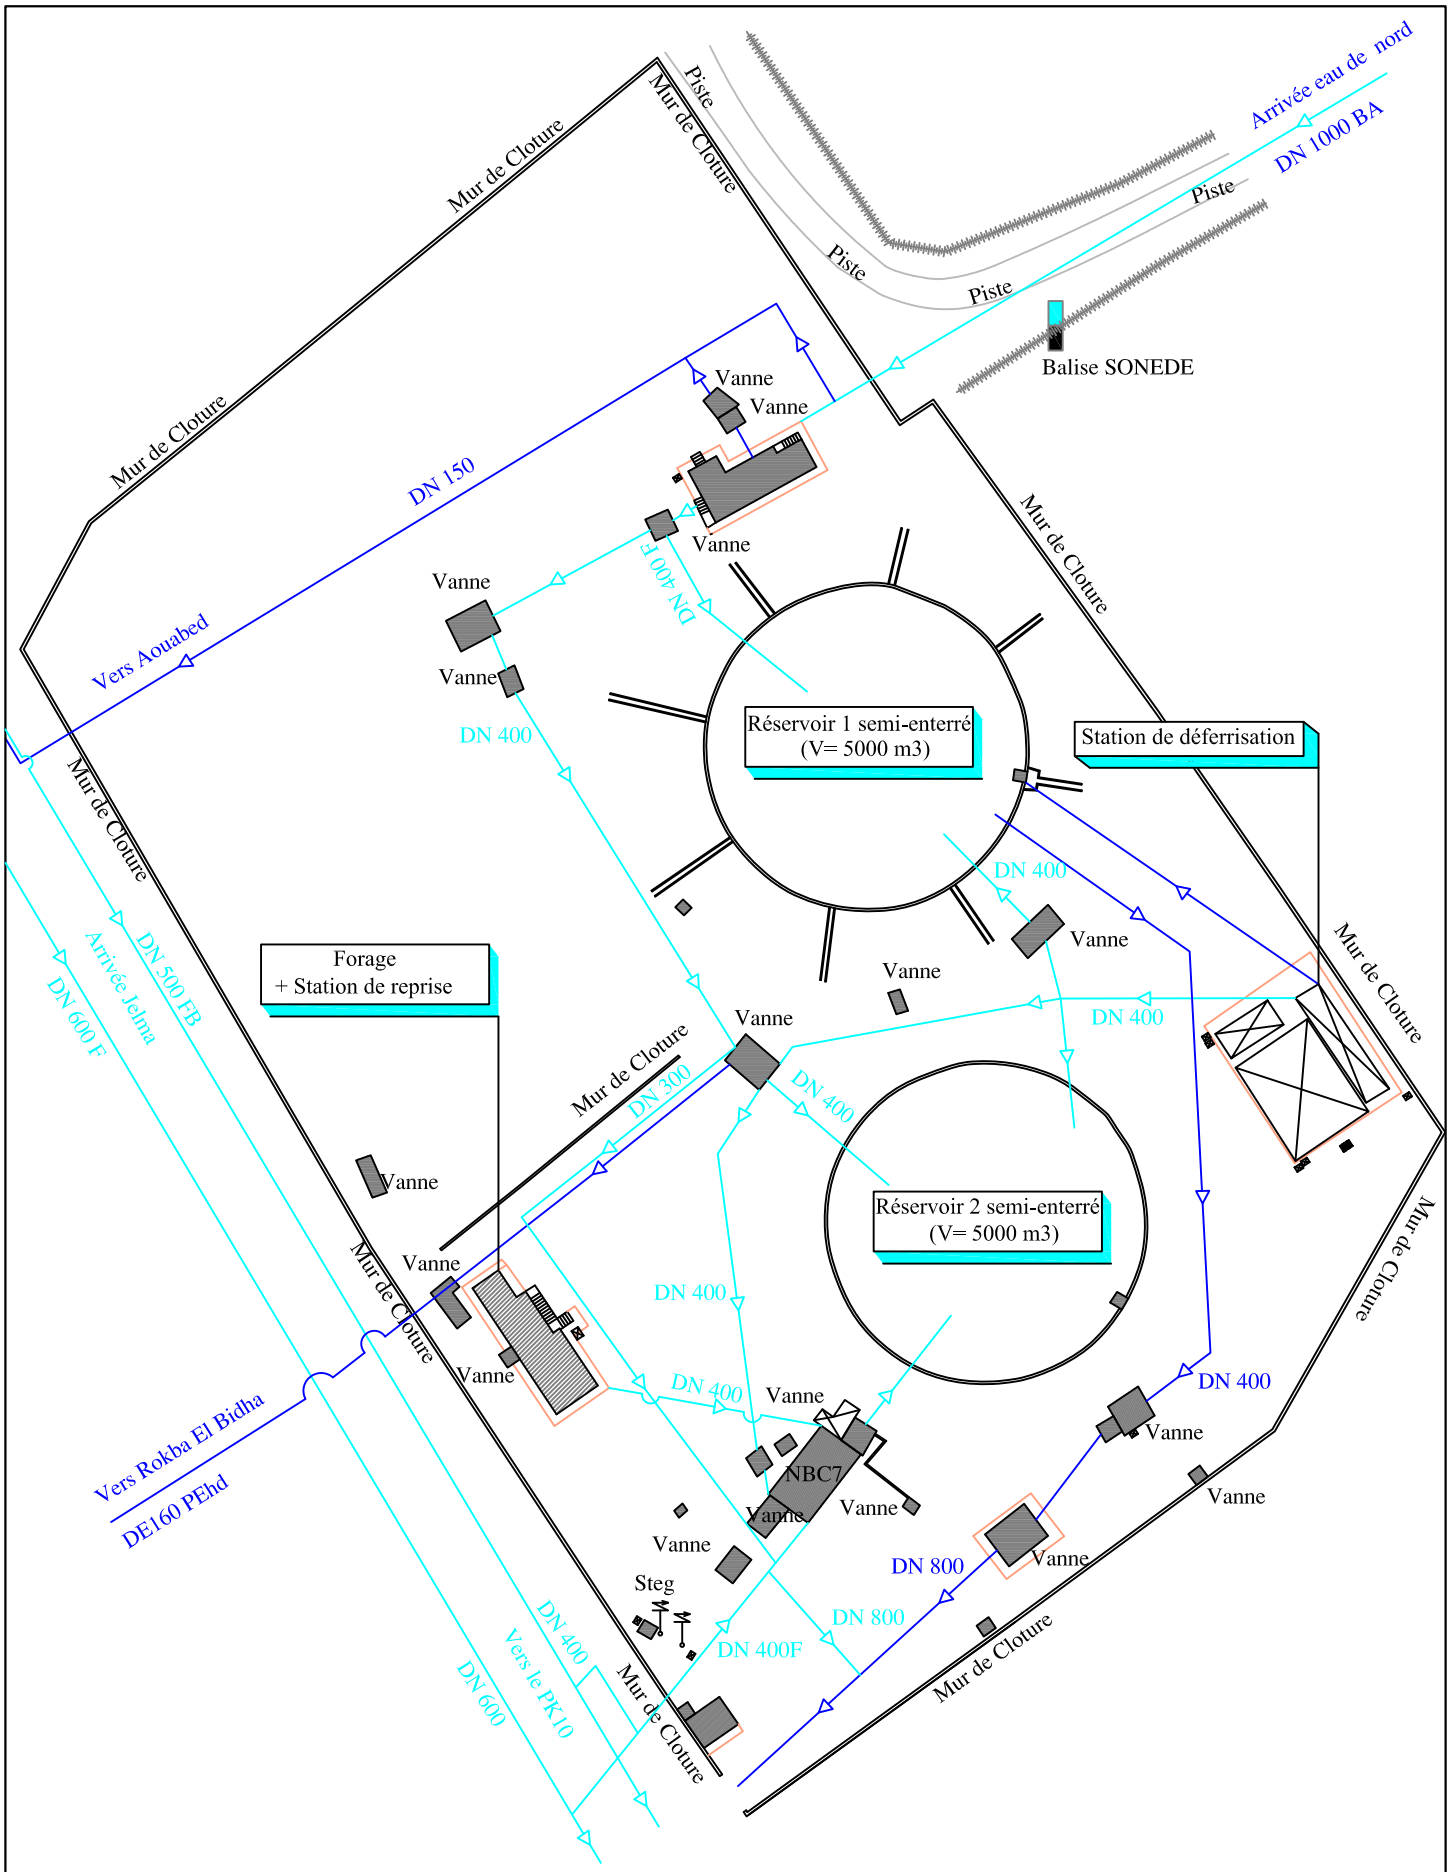 Arrivée eau de nord
DN 1000 BA
Piste
Mur de Cloture
Mur de Cloture
Piste
Piste
Piste
Balise SONEDE
Vanne
Vanne
Mur de Cloture
DN 150
Vanne
DN 400 F
Mur de Cloture
Vanne
Vers Aouabed
Vanne
DN 400
Réservoir 1 semi-enterré
(V= 5000 m3)
Station de déferrisation
Mur de Cloture
DN 400
Vanne
Mur de Cloture
DN 500 FB
Arrivée Jelma
DN 600 F
Forage
+ Station de reprise
Vanne
DN 400
Vanne
Mur de Cloture
DN 300
DN 400
Vanne
Réservoir 2 semi-enterré
(V= 5000 m3)
Mur de Cloture
Mur de Cloture
Vanne
DN 400
Vanne
DN 400
Vanne
DN 400
Vanne
Vers Rokba El Bidha
DE160 PEhd
NBC7
Vanne
Vanne
Vanne
Vanne
Vanne
DN 800
Steg
DN 800
DN 400F
DN 400
Vers le PK10
DN 600
Mur de Cloture
Mur de Cloture